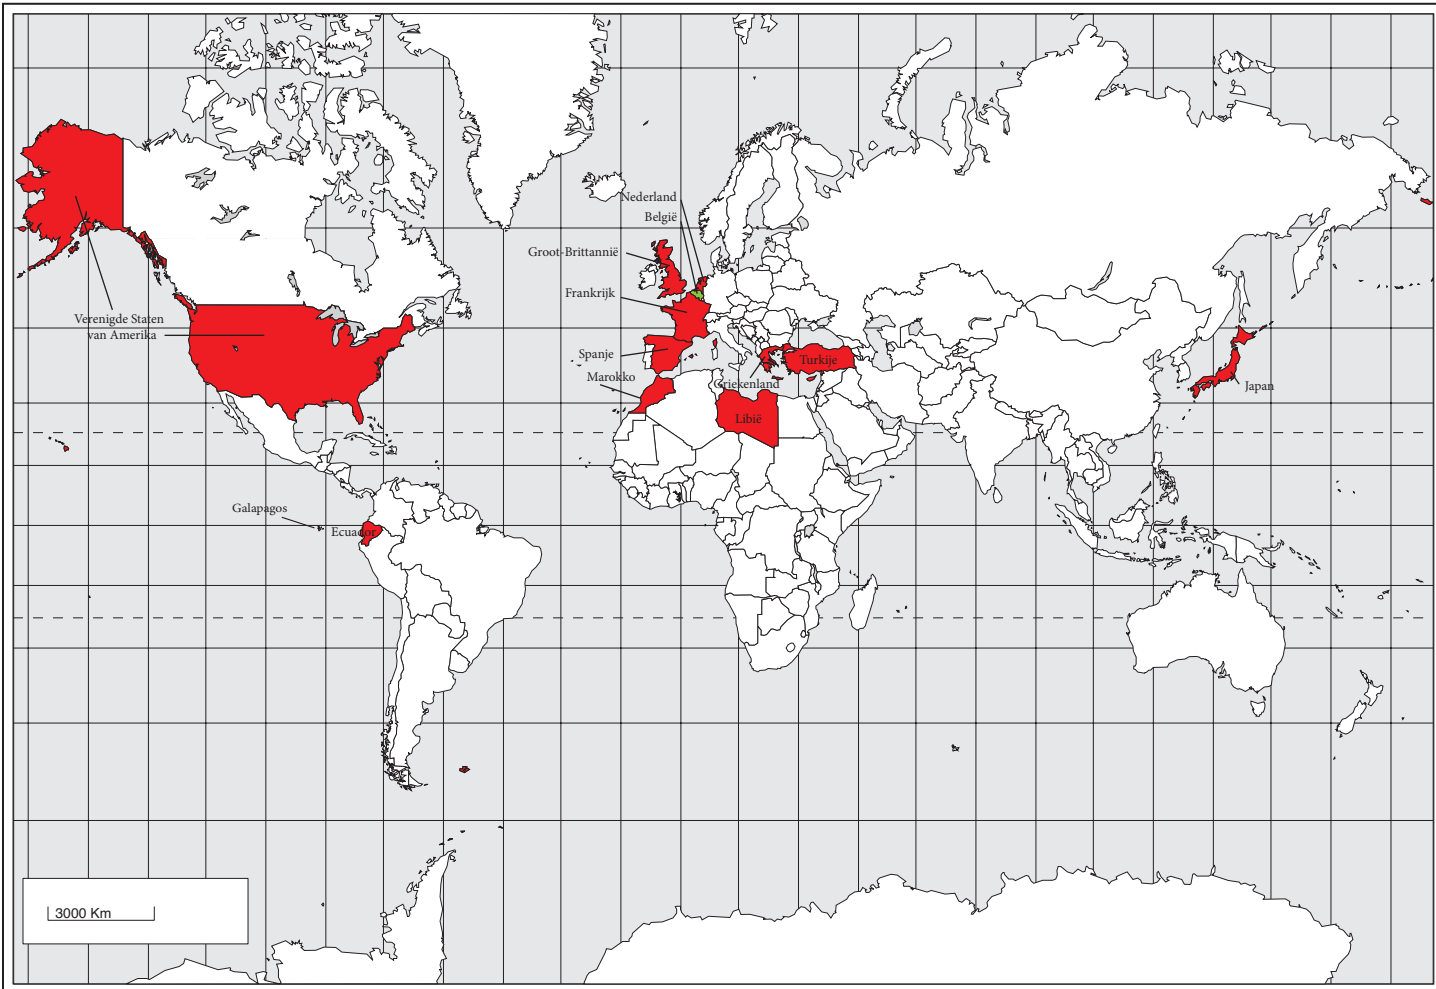 Nederland
België
Groot-Brittannië
Frankrijk
Verenigde Staten
van Amerika
Spanje
Turkije
Marokko
Griekenland
Japan
Libië
Galapagos
Ecuador
3000 Km